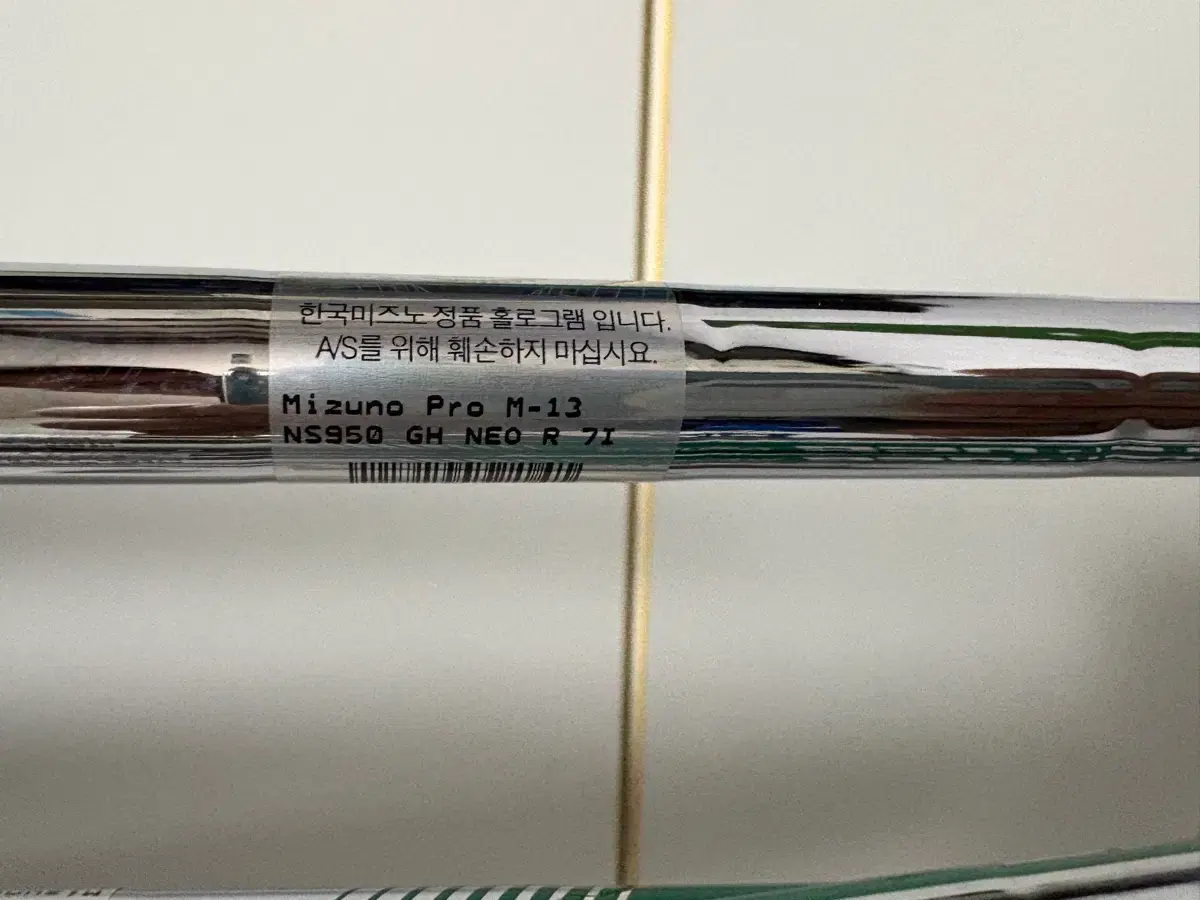 한국미즈노 정품 홀로그램 입니다.
A/S를 위해 훼손하지 마십시요.
Mizuno Pro M-13
NS950 GH NEO R 7I